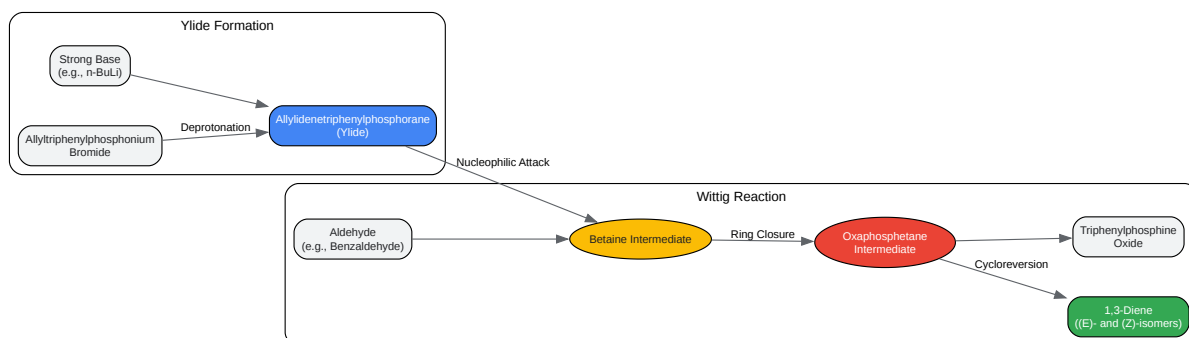 Ylide Formation
Strong Base
(e.g., n-BuLi)
Allyltriphenylphosphonium
Bromide
Deprotonation
Allylidenetriphenylphosphorane
(Ylide)
Nucleophilic Attack
Wittig Reaction
Aldehyde
(e.g., Benzaldehyde)
Betaine Intermediate
Ring Closure
Oxaphosphetane
Intermediate
Triphenylphosphine
Oxide
Cycloreversion
1,3-Diene
((E)- and (Z)-isomers)